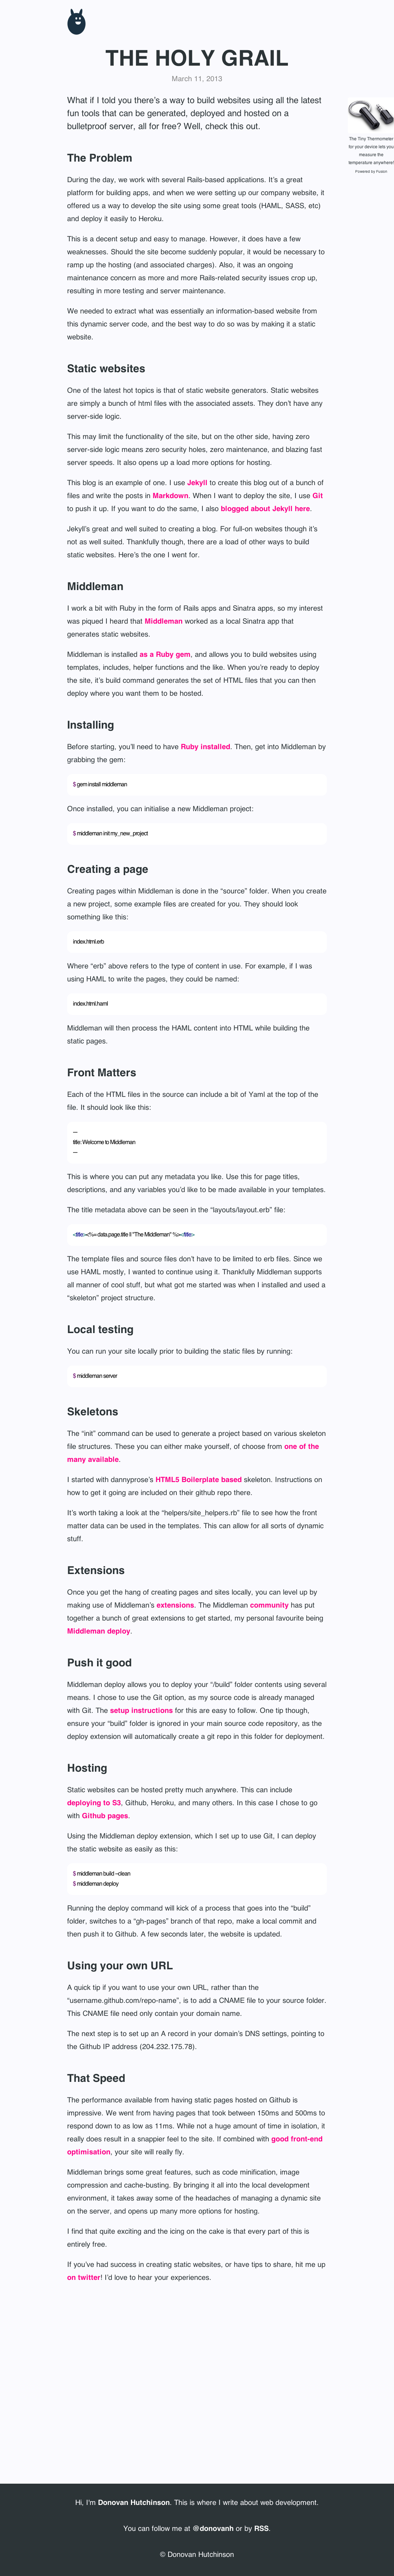 THE HOLY GRAIL
March 11, 2013
What if I told you there’s a way to build websites using all the latest
fun tools that can be generated, deployed and hosted on a
bulletproof server, all for free? Well, check this out.
The Tiny Thermometer
for your device lets you
measure the
temperature anywhere!
Powered by Fusion
The Problem
During the day, we work with several Rails-based applications. It’s a great
platform for building apps, and when we were setting up our company website, it
offered us a way to develop the site using some great tools (HAML, SASS, etc)
and deploy it easily to Heroku.
This is a decent setup and easy to manage. However, it does have a few
weaknesses. Should the site become suddenly popular, it would be necessary to
ramp up the hosting (and associated charges). Also, it was an ongoing
maintenance concern as more and more Rails-related security issues crop up,
resulting in more testing and server maintenance.
We needed to extract what was essentially an information-based website from
this dynamic server code, and the best way to do so was by making it a static
website.
Static websites
One of the latest hot topics is that of static website generators. Static websites
are simply a bunch of html files with the associated assets. They don’t have any
server-side logic.
This may limit the functionality of the site, but on the other side, having zero
server-side logic means zero security holes, zero maintenance, and blazing fast
server speeds. It also opens up a load more options for hosting.
This blog is an example of one. I use Jekyll to create this blog out of a bunch of
files and write the posts in Markdown. When I want to deploy the site, I use Git
to push it up. If you want to do the same, I also blogged about Jekyll here.
Jekyll’s great and well suited to creating a blog. For full-on websites though it’s
not as well suited. Thankfully though, there are a load of other ways to build
static websites. Here’s the one I went for.
Middleman
I work a bit with Ruby in the form of Rails apps and Sinatra apps, so my interest
was piqued I heard that Middleman worked as a local Sinatra app that
generates static websites.
Middleman is installed as a Ruby gem, and allows you to build websites using
templates, includes, helper functions and the like. When you’re ready to deploy
the site, it’s build command generates the set of HTML files that you can then
deploy where you want them to be hosted.
Installing
Before starting, you’ll need to have Ruby installed. Then, get into Middleman by
grabbing the gem:
$ gem install middleman
Once installed, you can initialise a new Middleman project:
$ middleman init my_new_project
Creating a page
Creating pages within Middleman is done in the “source” folder. When you create
a new project, some example files are created for you. They should look
something like this:
index.html.erb
Where “erb” above refers to the type of content in use. For example, if I was
using HAML to write the pages, they could be named:
index.html.haml
Middleman will then process the HAML content into HTML while building the
static pages.
Front Matters
Each of the HTML files in the source can include a bit of Yaml at the top of the
file. It should look like this:
---
title: Welcome to Middleman
---
This is where you can put any metadata you like. Use this for page titles,
descriptions, and any variables you’d like to be made available in your templates.
The title metadata above can be seen in the “layouts/layout.erb” file:
<title><%= data.page.title || "The Middleman" %></title>
The template files and source files don’t have to be limited to erb files. Since we
use HAML mostly, I wanted to continue using it. Thankfully Middleman supports
all manner of cool stuff, but what got me started was when I installed and used a
“skeleton” project structure.
Local testing
You can run your site locally prior to building the static files by running:
$ middleman server
Skeletons
The “init” command can be used to generate a project based on various skeleton
file structures. These you can either make yourself, of choose from one of the
many available.
I started with dannyprose’s HTML5 Boilerplate based skeleton. Instructions on
how to get it going are included on their github repo there.
It’s worth taking a look at the “helpers/site_helpers.rb” file to see how the front
matter data can be used in the templates. This can allow for all sorts of dynamic
stuff.
Extensions
Once you get the hang of creating pages and sites locally, you can level up by
making use of Middleman’s extensions. The Middleman community has put
together a bunch of great extensions to get started, my personal favourite being
Middleman deploy.
Push it good
Middleman deploy allows you to deploy your “/build” folder contents using several
means. I chose to use the Git option, as my source code is already managed
with Git. The setup instructions for this are easy to follow. One tip though,
ensure your “build” folder is ignored in your main source code repository, as the
deploy extension will automatically create a git repo in this folder for deployment.
Hosting
Static websites can be hosted pretty much anywhere. This can include
deploying to S3, Github, Heroku, and many others. In this case I chose to go
with Github pages.
Using the Middleman deploy extension, which I set up to use Git, I can deploy
the static website as easily as this:
$ middleman build --clean
$ middleman deploy
Running the deploy command will kick of a process that goes into the “build”
folder, switches to a “gh-pages” branch of that repo, make a local commit and
then push it to Github. A few seconds later, the website is updated.
Using your own URL
A quick tip if you want to use your own URL, rather than the
“username.github.com/repo-name”, is to add a CNAME file to your source folder.
This CNAME file need only contain your domain name.
The next step is to set up an A record in your domain’s DNS settings, pointing to
the Github IP address (204.232.175.78).
That Speed
The performance available from having static pages hosted on Github is
impressive. We went from having pages that took between 150ms and 500ms to
respond down to as low as 11ms. While not a huge amount of time in isolation, it
really does result in a snappier feel to the site. If combined with good front-end
optimisation, your site will really fly.
Middleman brings some great features, such as code minification, image
compression and cache-busting. By bringing it all into the local development
environment, it takes away some of the headaches of managing a dynamic site
on the server, and opens up many more options for hosting.
I find that quite exciting and the icing on the cake is that every part of this is
entirely free.
If you’ve had success in creating static websites, or have tips to share, hit me up
on twitter! I’d love to hear your experiences.
Hi, I'm Donovan Hutchinson. This is where I write about web development.
You can follow me at @donovanh or by RSS.
© Donovan Hutchinson